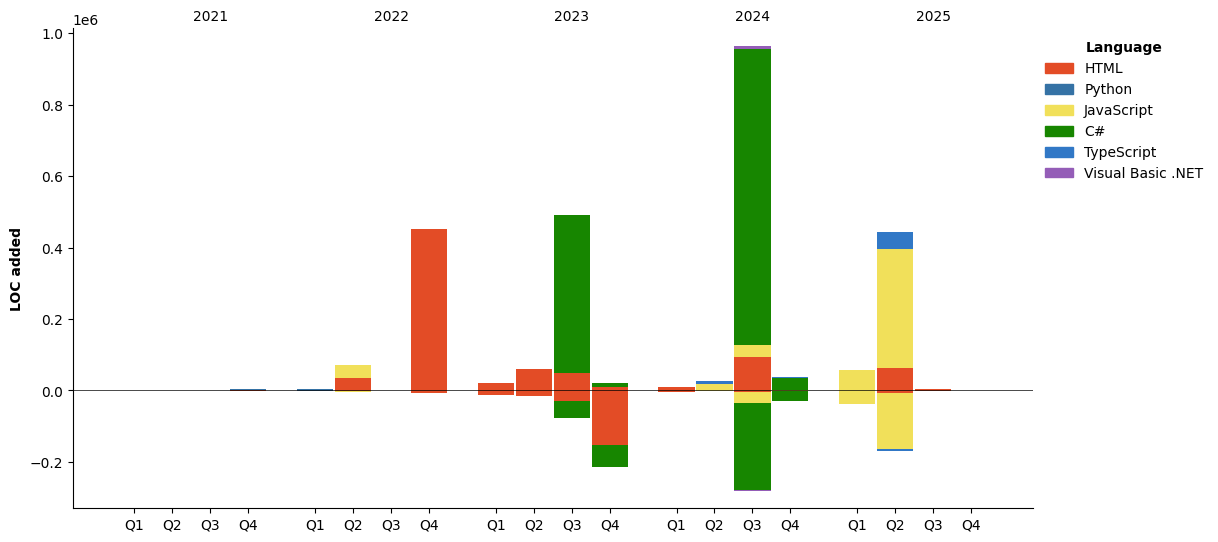 1e6
2021 2022 2023 2024 2025
1.0
0.8
0.6
0.4
0.2
0.0
−0.2
LOC added
Q1 Q2 Q3 Q4 Q1 Q2 Q3 Q4 Q1 Q2 Q3 Q4 Q1 Q2 Q3 Q4 Q1 Q2 Q3 Q4
Language
HTML
Python
JavaScript
C#
TypeScript
Visual Basic .NET